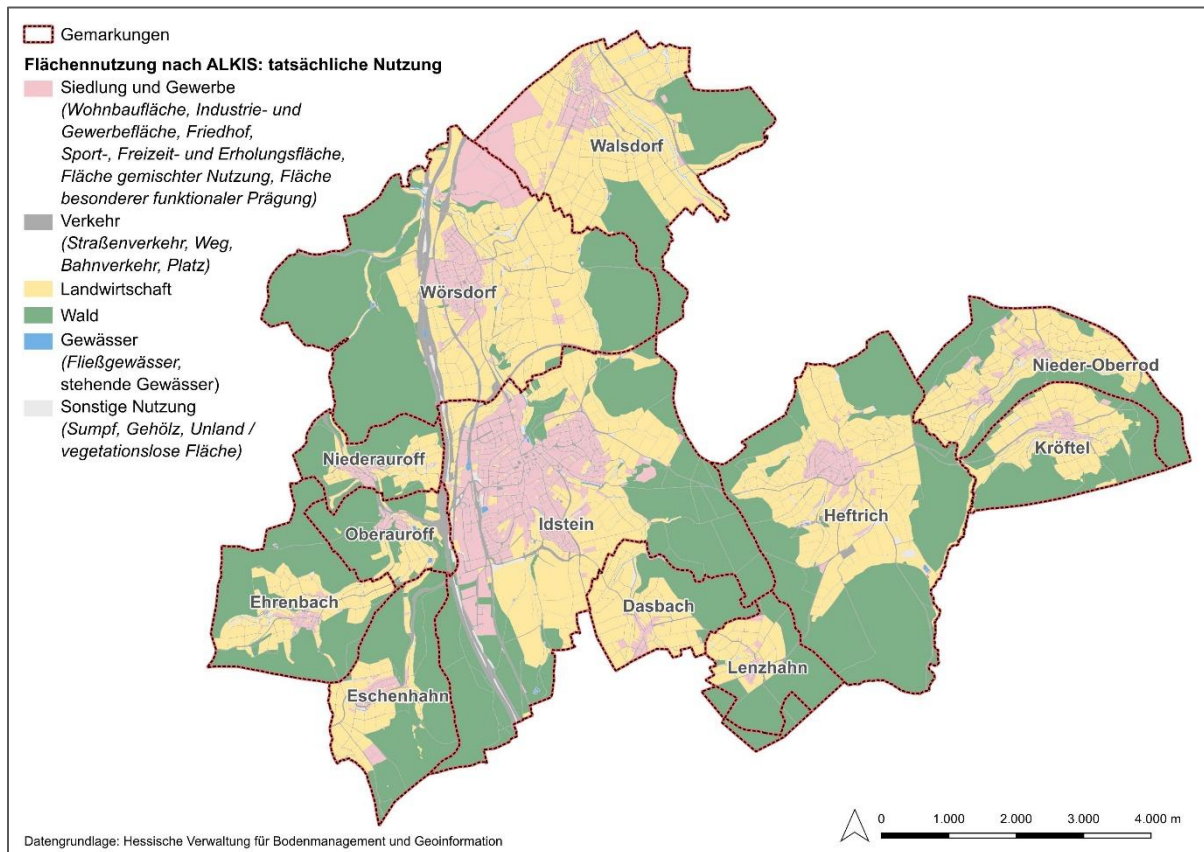 Gemarkungen
Flächennutzung nach ALKIS: tatsächliche Nutzung
Siedlung und Gewerbe
(Wohnbaufläche, Industrie- und
Gewerbefläche, Friedhof,
Sport-, Freizeit- und Erholungsfläche,
Fläche gemischter Nutzung, Fläche
besonderer funktionaler Prägung)
Verkehr
(Straßenverkehr, Weg,
Bahnverkehr, Platz)
Landwirtschaft
Wald
Gewässer
(Fließgewässer,
stehende Gewässer)
Sonstige Nutzung
(Sumpf, Gehölz, Unland /
vegetationslose Fläche)
Walsdorf
Wörsdorf
Nieder-Oberrod
Kröftel
Niederauroff
Heftrich
Idstein
Oberauroff
Ehrenbach
Dasbach
Lenzhahn
Eschenhahn
Datengrundlage: Hessische Verwaltung für Bodenmanagement und Geoinformation
0 1.000 2.000 3.000 4.000 m